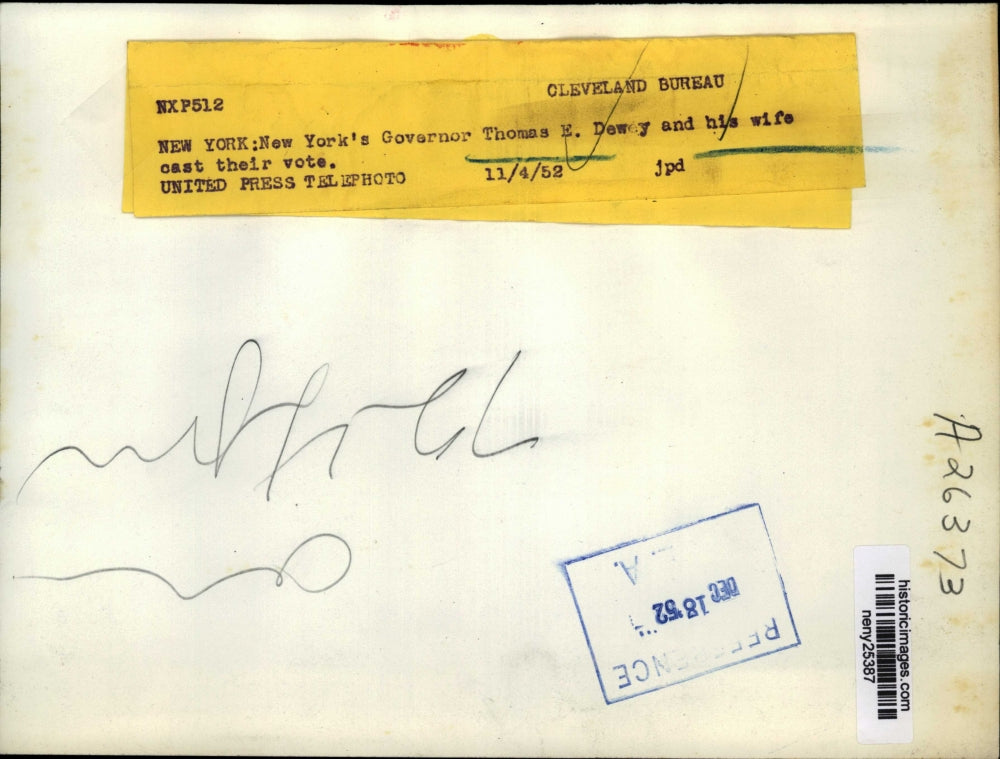 CLEVELAND BUREAU
NXP512
NEW YORK:New York's Governor Thomas E. Dewey and his wife
cast their vote.
UNITED PRESS TELEPHOTO 11/4/52 jpd
A26373
historicimages.com
neny25387
REFERENCE
DEC 18 '52